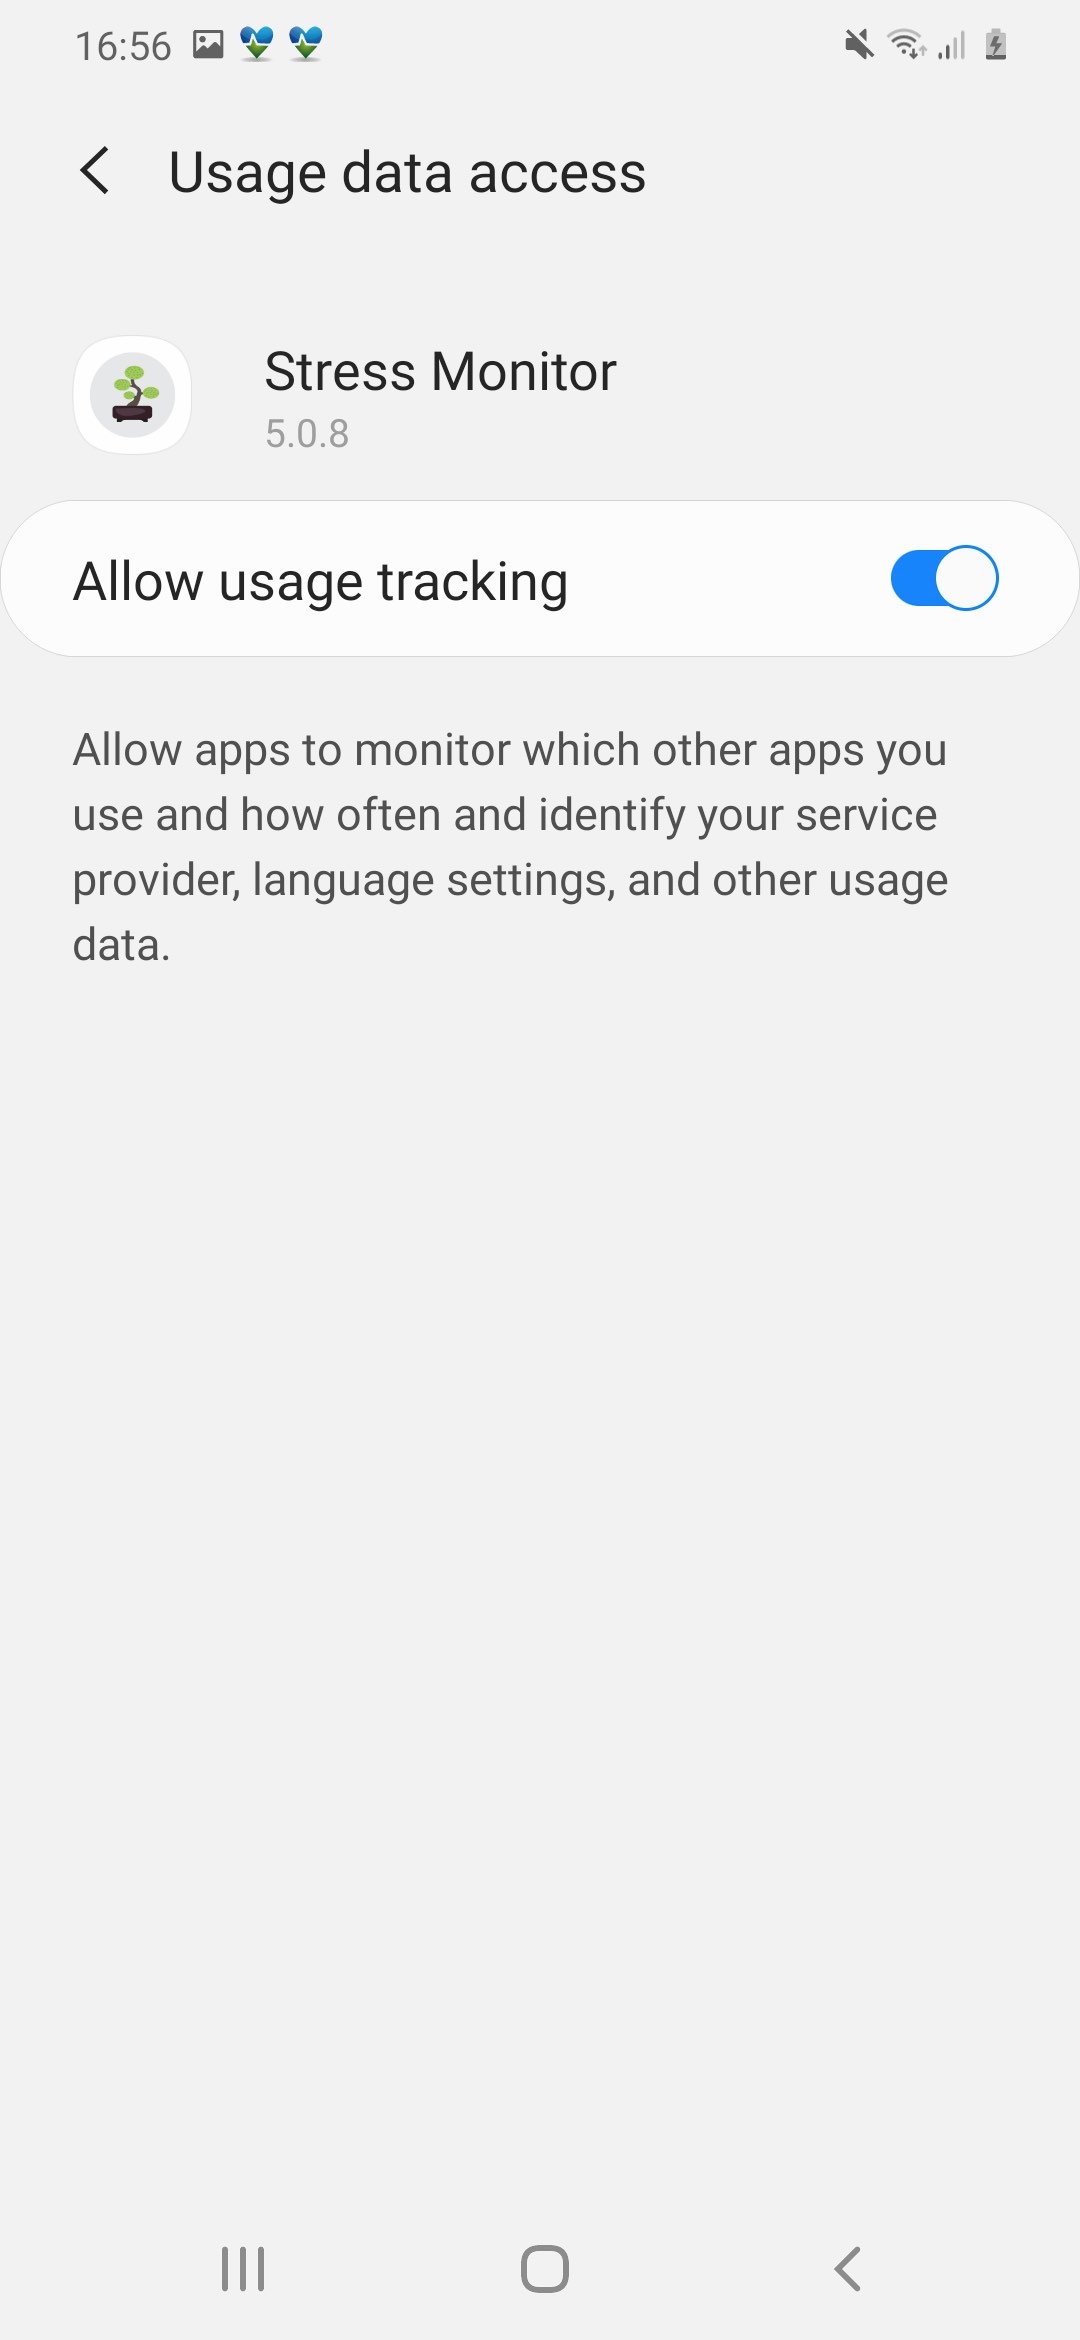 16:56
Usage data access
Stress Monitor
5.0.8
Allow usage tracking
Allow apps to monitor which other apps you
use and how often and identify your service
provider, language settings, and other usage
data.